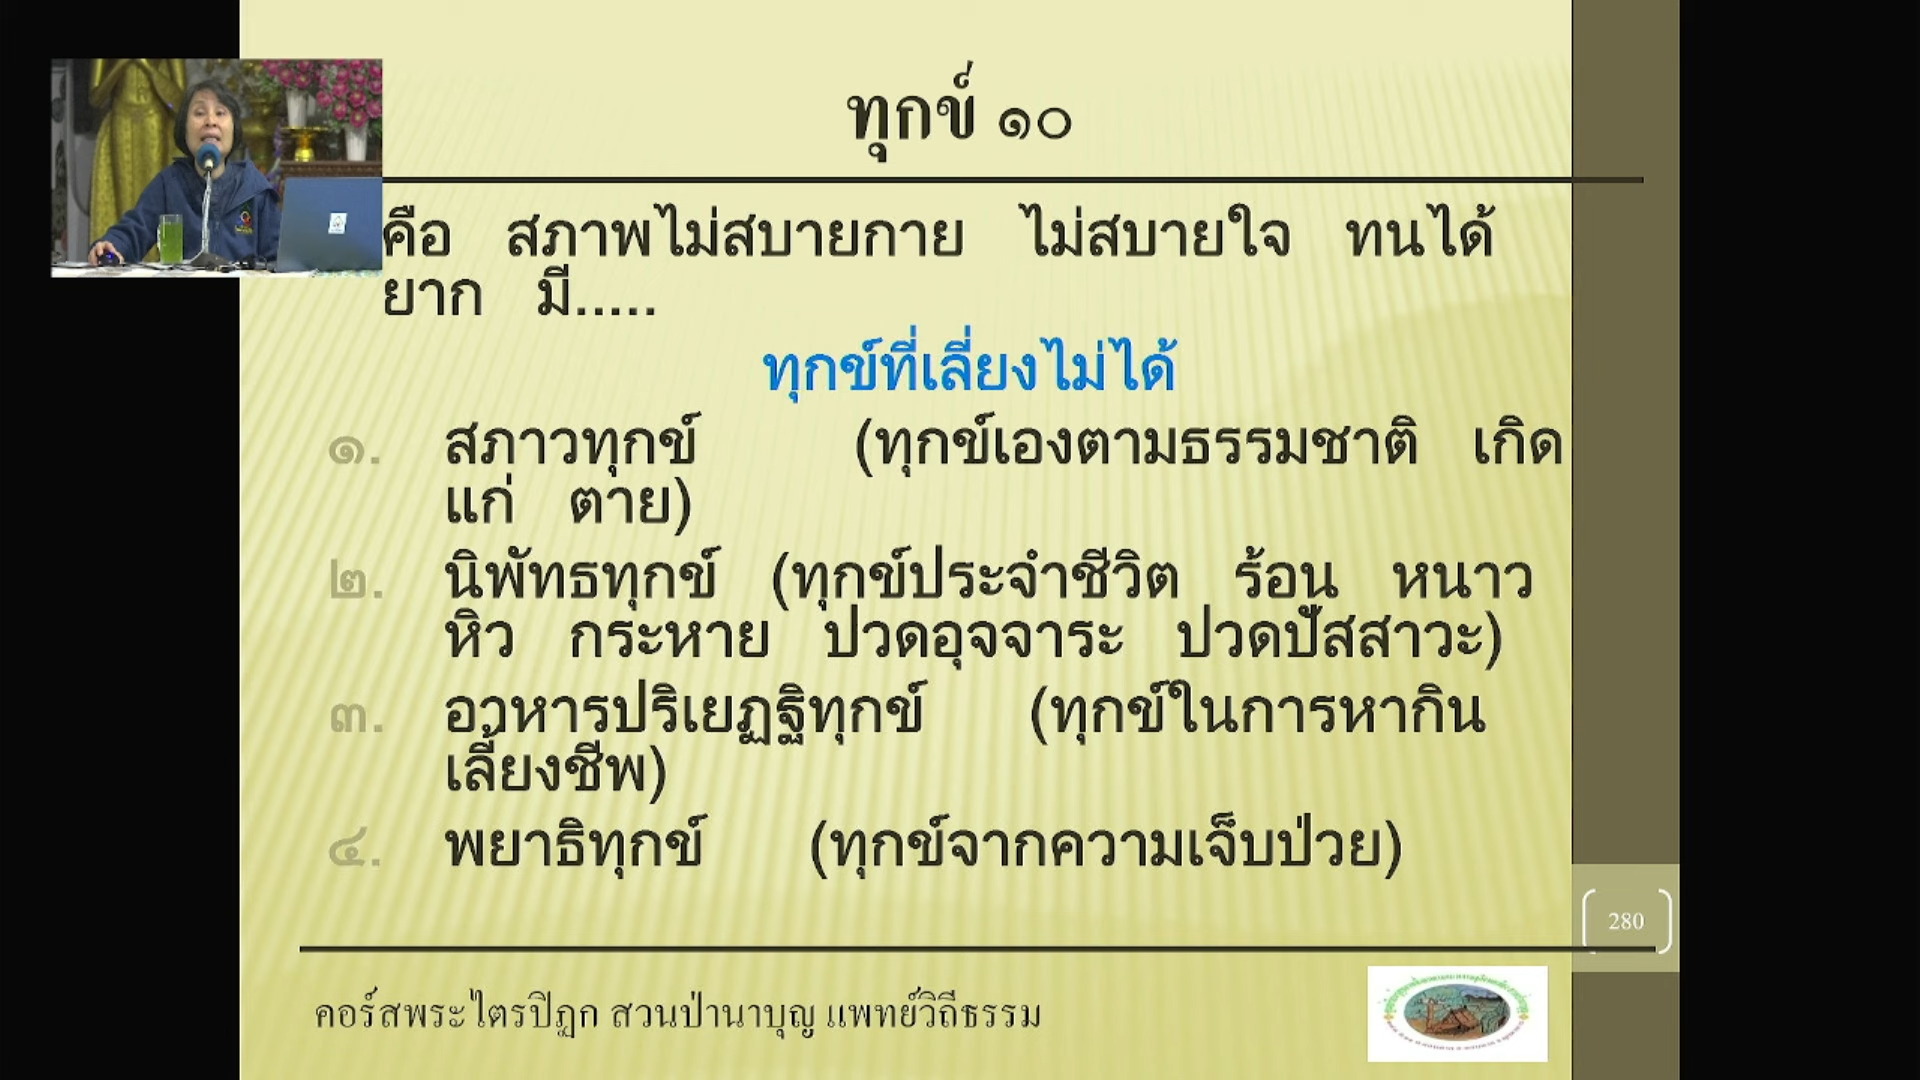 ทุกข์ ๑๐
คือ สภาพไม่สบายกาย ไม่สบายใจ ทนได้
ยาก มี.....
ทุกข์ที่เลี่ยงไม่ได้
๑. สภาวทุกข์ (ทุกข์เองตามธรรมชาติ เกิด
แก่ ตาย)
๒. นิพัทธทุกข์ (ทุกข์ประจำชีวิต ร้อน หนาว
หิว กระหาย ปวดอุจจาระ ปวดปัสสาวะ)
๓. อาหารปริเยฏฐิทุกข์ (ทุกข์ในการหากิน
เลี้ยงชีพ)
๔. พยาธิทุกข์ (ทุกข์จากความเจ็บป่วย)
280
คอร์สพระไตรปิฎก สวนป่านาบุญ แพทย์วิถีธรรม